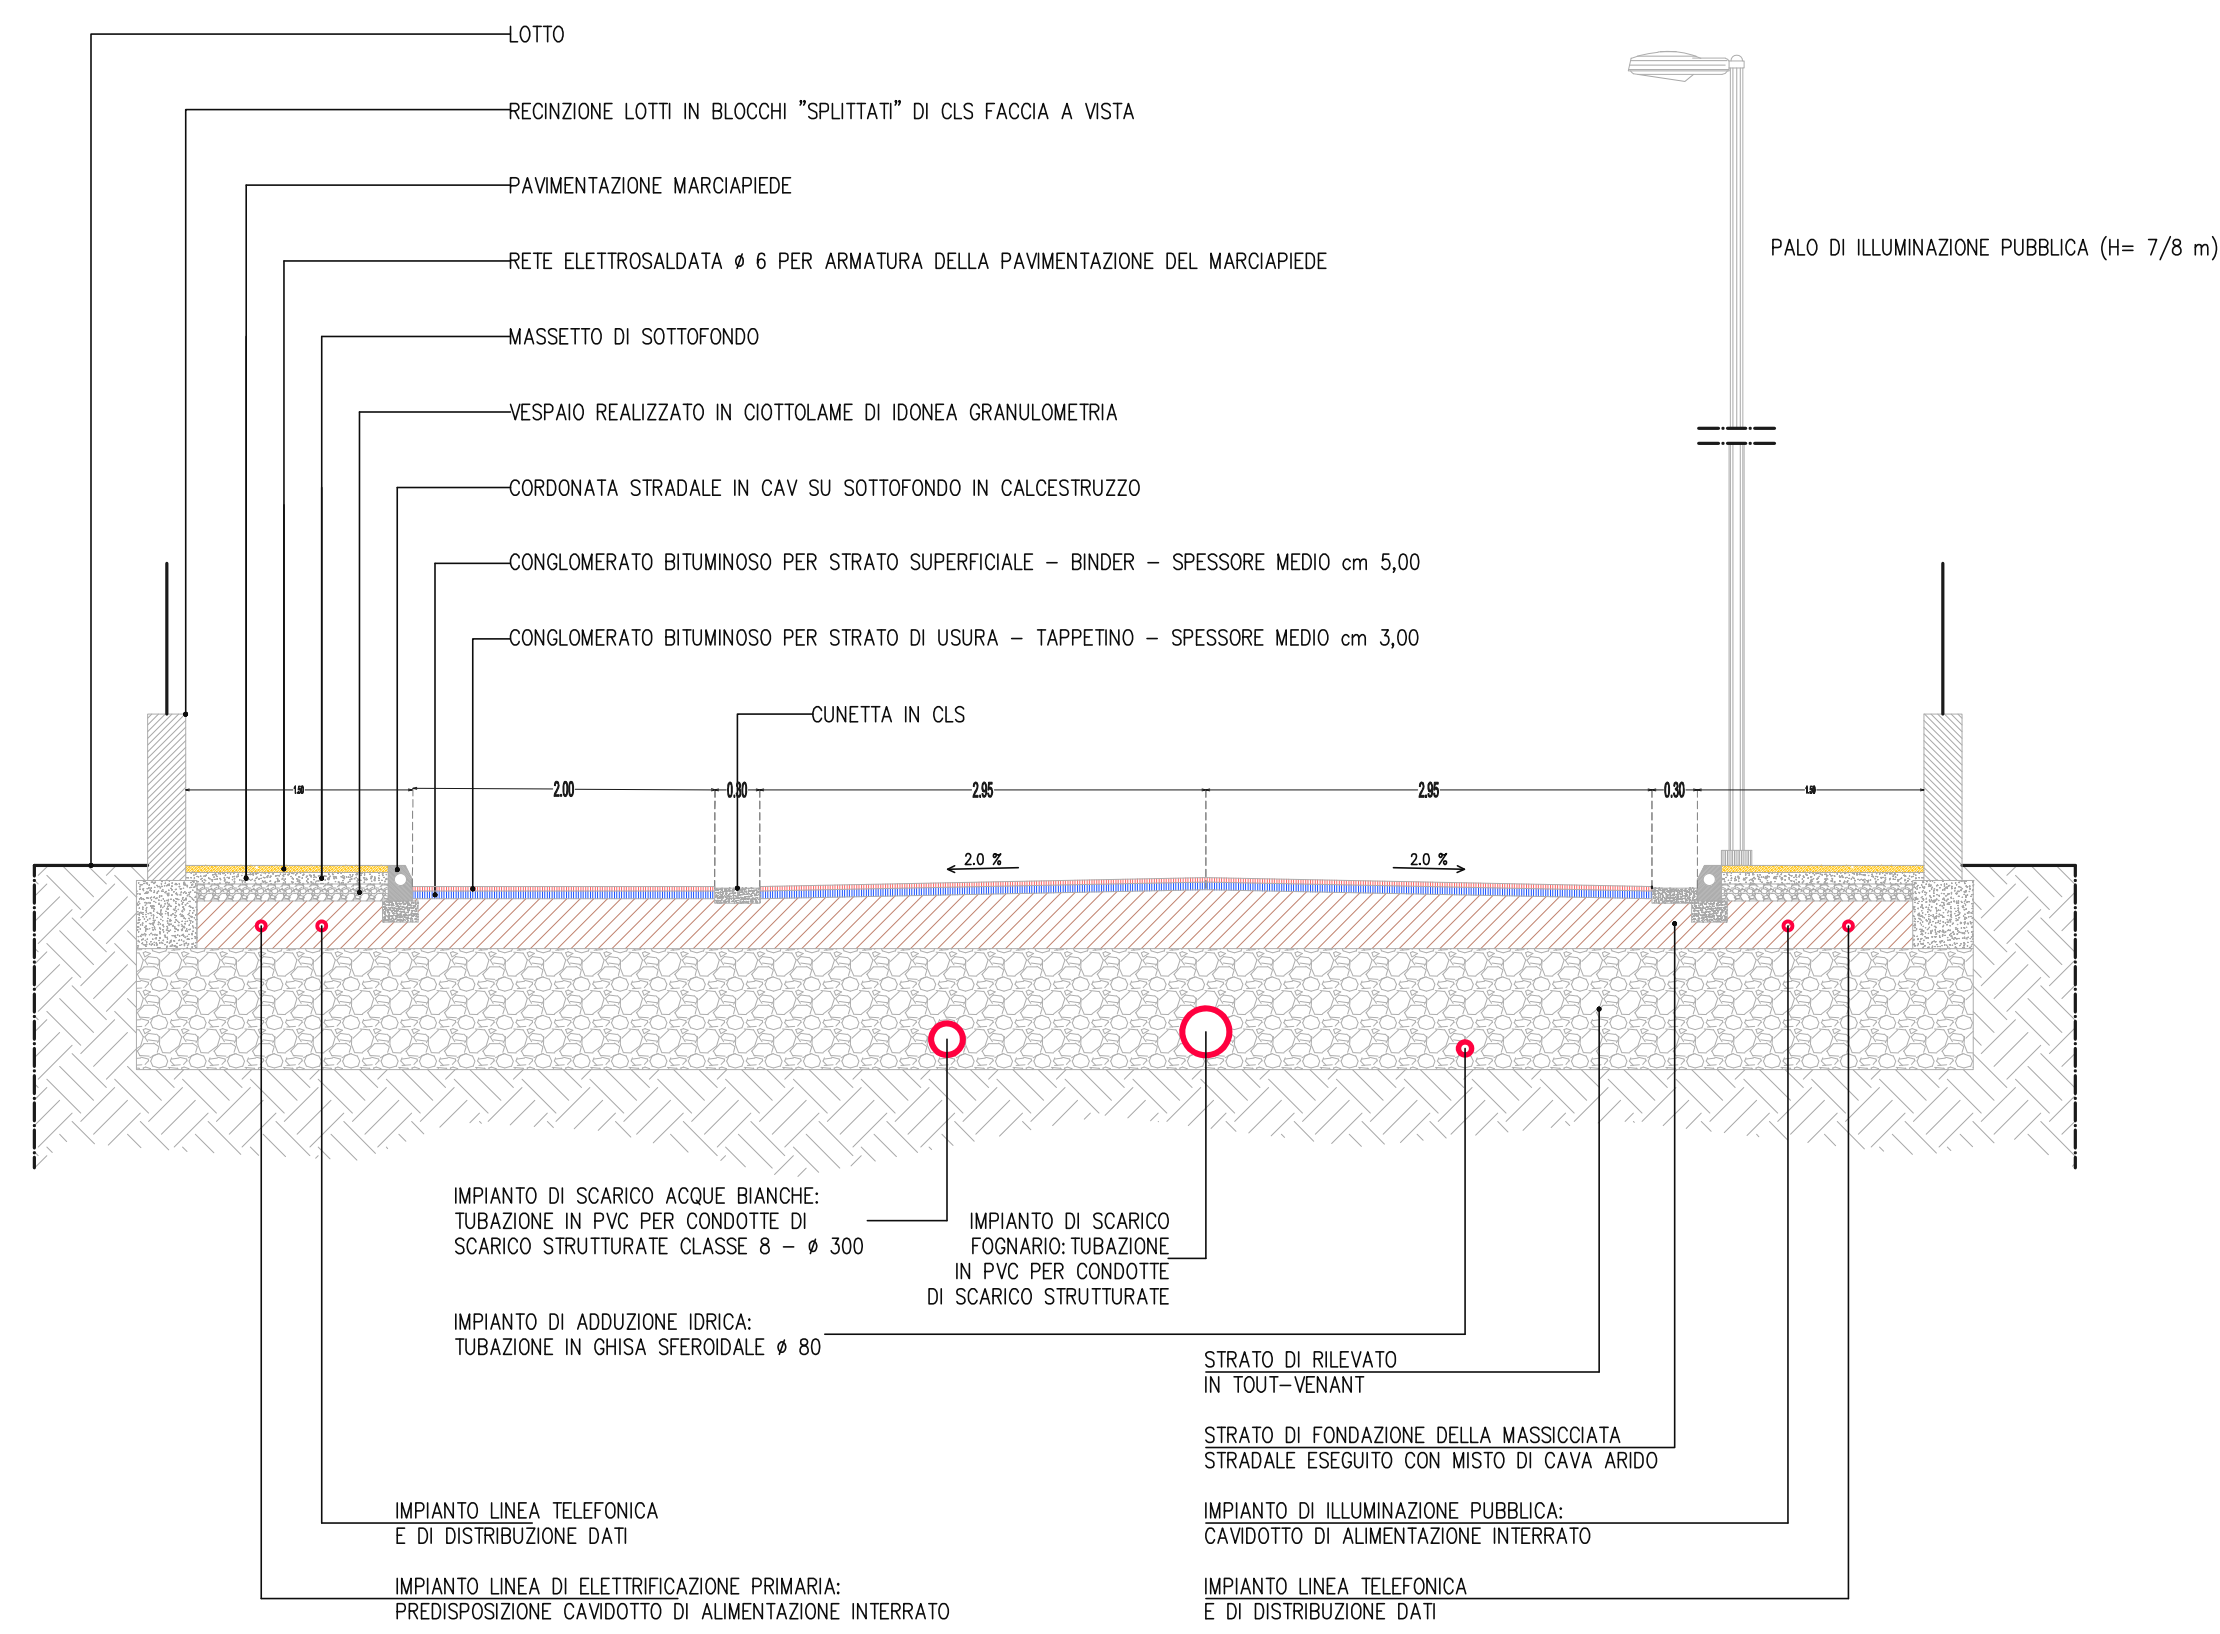 LOTTO
RECINZIONE LOTTI IN BLOCCHI "SPLITTATI" DI CLS FACCIA A VISTA
PAVIMENTAZIONE MARCIAPIEDE
RETE ELETTROSALDATA ø 6 PER ARMATURA DELLA PAVIMENTAZIONE DEL MARCIAPIEDE
PALO DI ILLUMINAZIONE PUBBLICA (H= 7/8 m)
MASSETTO DI SOTTOFONDO
VESPAIO REALIZZATO IN CIOTTOLAME DI IDONEA GRANULOMETRIA
CORDONATA STRADALE IN CAV SU SOTTOFONDO IN CALCESTRUZZO
CONGLOMERATO BITUMINOSO PER STRATO SUPERFICIALE – BINDER – SPESSORE MEDIO cm 5,00
CONGLOMERATO BITUMINOSO PER STRATO DI USURA – TAPPETINO – SPESSORE MEDIO cm 3,00
CUNETTA IN CLS
1.50 2.00 0.30 2.95 2.95 0.30 1.50
2.0 % 2.0 %
IMPIANTO DI SCARICO ACQUE BIANCHE:
TUBAZIONE IN PVC PER CONDOTTE DI
SCARICO STRUTTURATE CLASSE 8 – ø 300
IMPIANTO DI SCARICO
FOGNARIO: TUBAZIONE
IN PVC PER CONDOTTE
DI SCARICO STRUTTURATE
IMPIANTO DI ADDUZIONE IDRICA:
TUBAZIONE IN GHISA SFEROIDALE ø 80
STRATO DI RILEVATO
IN TOUT–VENANT
STRATO DI FONDAZIONE DELLA MASSICCIATA
STRADALE ESEGUITO CON MISTO DI CAVA ARIDO
IMPIANTO LINEA TELEFONICA
E DI DISTRIBUZIONE DATI
IMPIANTO DI ILLUMINAZIONE PUBBLICA:
CAVIDOTTO DI ALIMENTAZIONE INTERRATO
IMPIANTO LINEA DI ELETTRIFICAZIONE PRIMARIA:
PREDISPOSIZIONE CAVIDOTTO DI ALIMENTAZIONE INTERRATO
IMPIANTO LINEA TELEFONICA
E DI DISTRIBUZIONE DATI